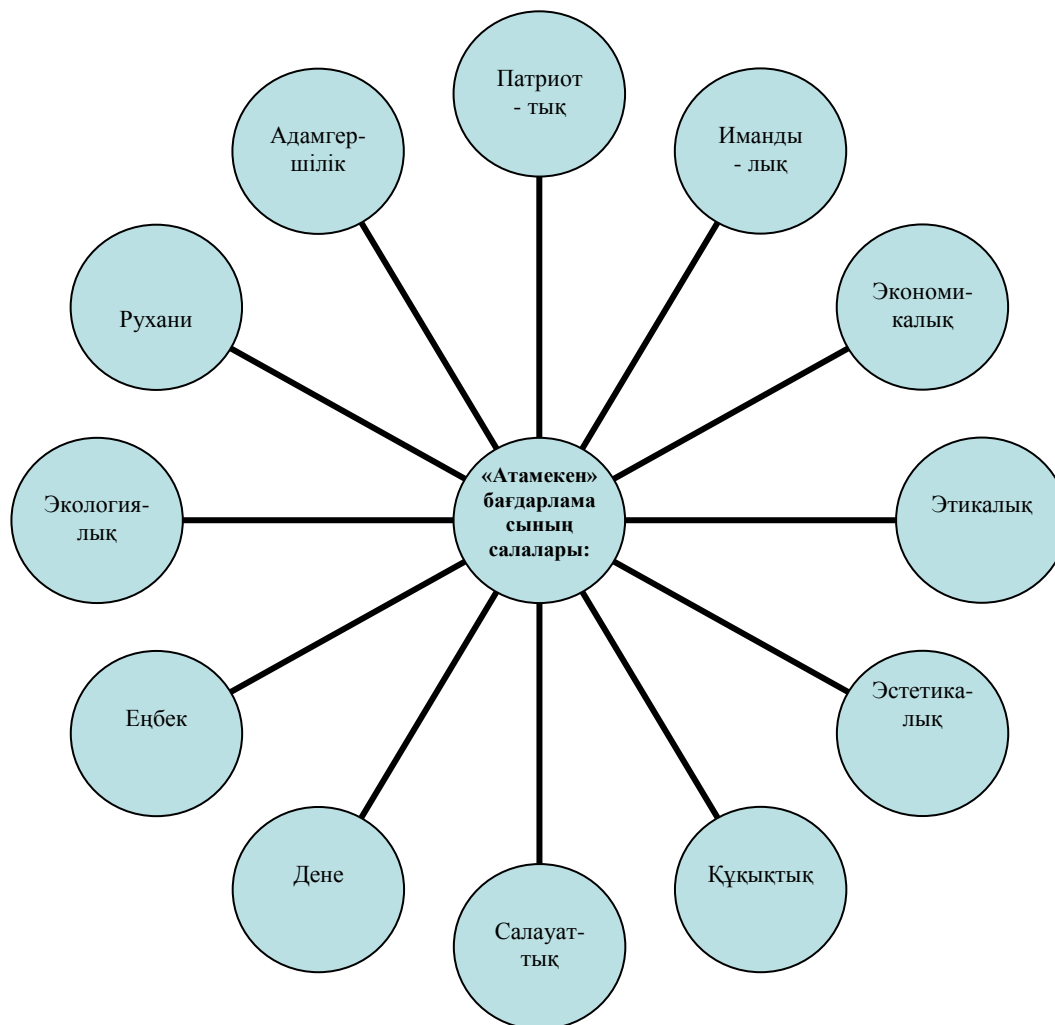 Патриот
- тық
Адамгер-
шілік
Иманды
- лық
Рухани
Экономи-
калық
«Атамекен»
бағдарлама
сының
салалары:
Экология-
лық
Этикалық
Еңбек
Эстетика-
лық
Дене
Құқықтық
Салауат-
тық